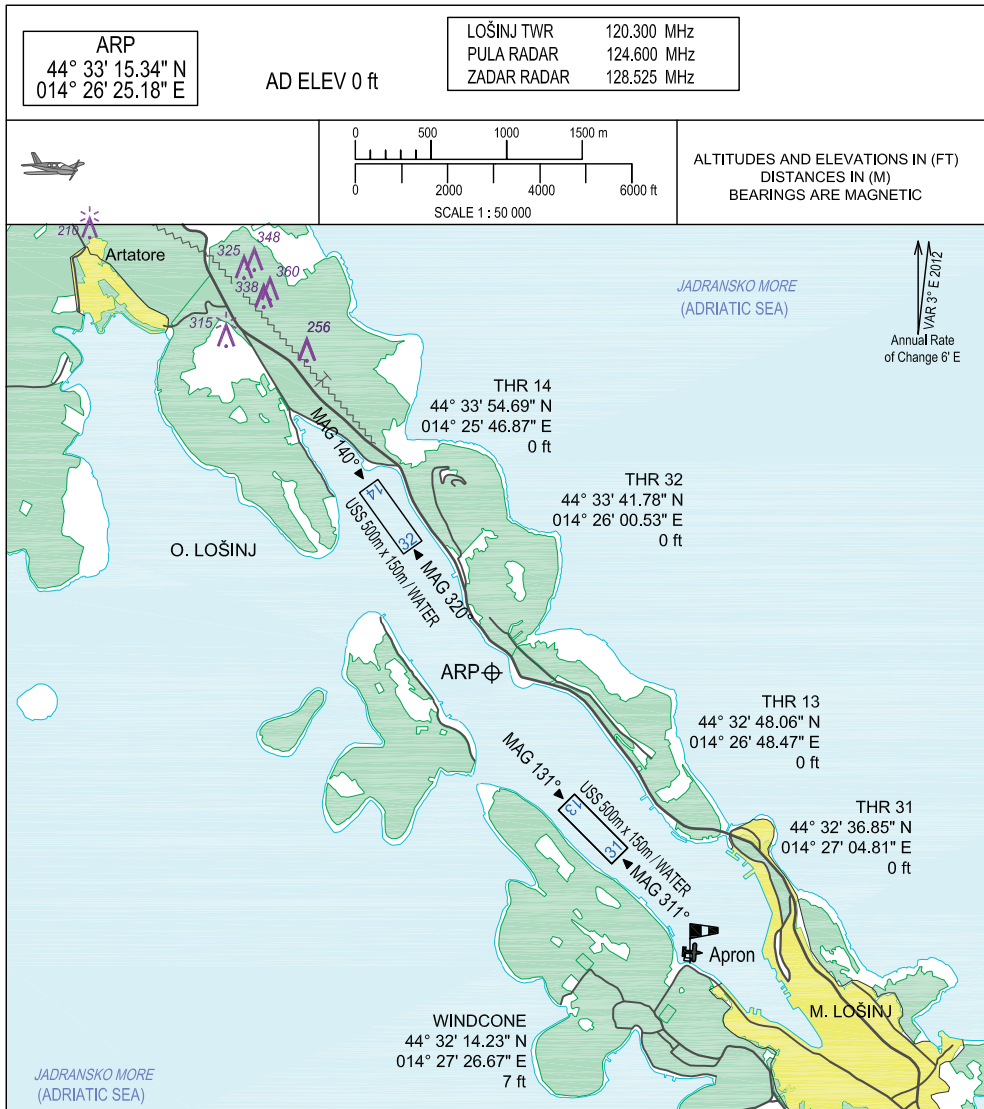 ARP
44° 33' 15.34" N
014° 26' 25.18" E
AD ELEV 0 ft
LOŠINJ TWR 120.300 MHz
PULA RADAR 124.600 MHz
ZADAR RADAR 128.525 MHz
0 500 1000 1500 m
0 2000 4000 6000 ft
SCALE 1 : 50 000
ALTITUDES AND ELEVATIONS IN (FT)
DISTANCES IN (M)
BEARINGS ARE MAGNETIC
210
Artatore
325
348
338
360
315
256
JADRANSKO MORE
(ADRIATIC SEA)
VAR 3° E 2012
Annual Rate
of Change 6' E
THR 14
44° 33' 54.69" N
014° 25' 46.87" E
0 ft
MAG 140°
14
32
USS 500m x 150m / WATER
MAG 320°
THR 32
44° 33' 41.78" N
014° 26' 00.53" E
0 ft
O. LOŠINJ
ARP
THR 13
44° 32' 48.06" N
014° 26' 48.47" E
0 ft
MAG 131°
13
31
USS 500m x 150m / WATER
MAG 311°
THR 31
44° 32' 36.85" N
014° 27' 04.81" E
0 ft
Apron
M. LOŠINJ
WINDCONE
44° 32' 14.23" N
014° 27' 26.67" E
7 ft
JADRANSKO MORE
(ADRIATIC SEA)